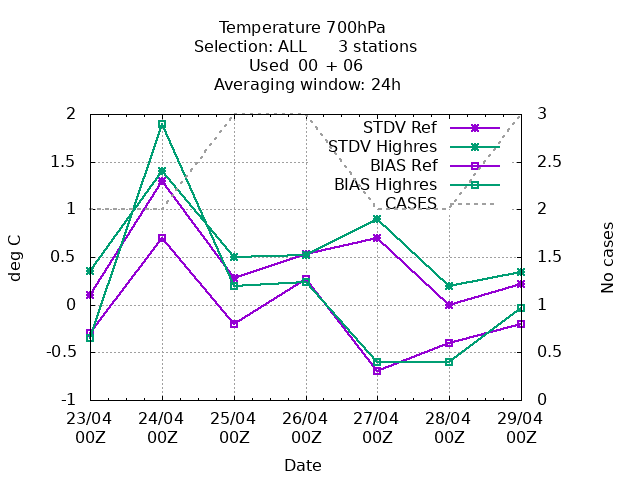 Temperature 700hPa
Selection: ALL      3 stations
Used  00 + 06
Averaging window: 24h
2
1.5
1
0.5
0
-0.5
-1
deg C
3
2.5
2
1.5
1
0.5
0
No cases
STDV Ref
STDV Highres
BIAS Ref
BIAS Highres
CASES
23/04 24/04 25/04 26/04 27/04 28/04 29/04
00Z 00Z 00Z 00Z 00Z 00Z 00Z
Date